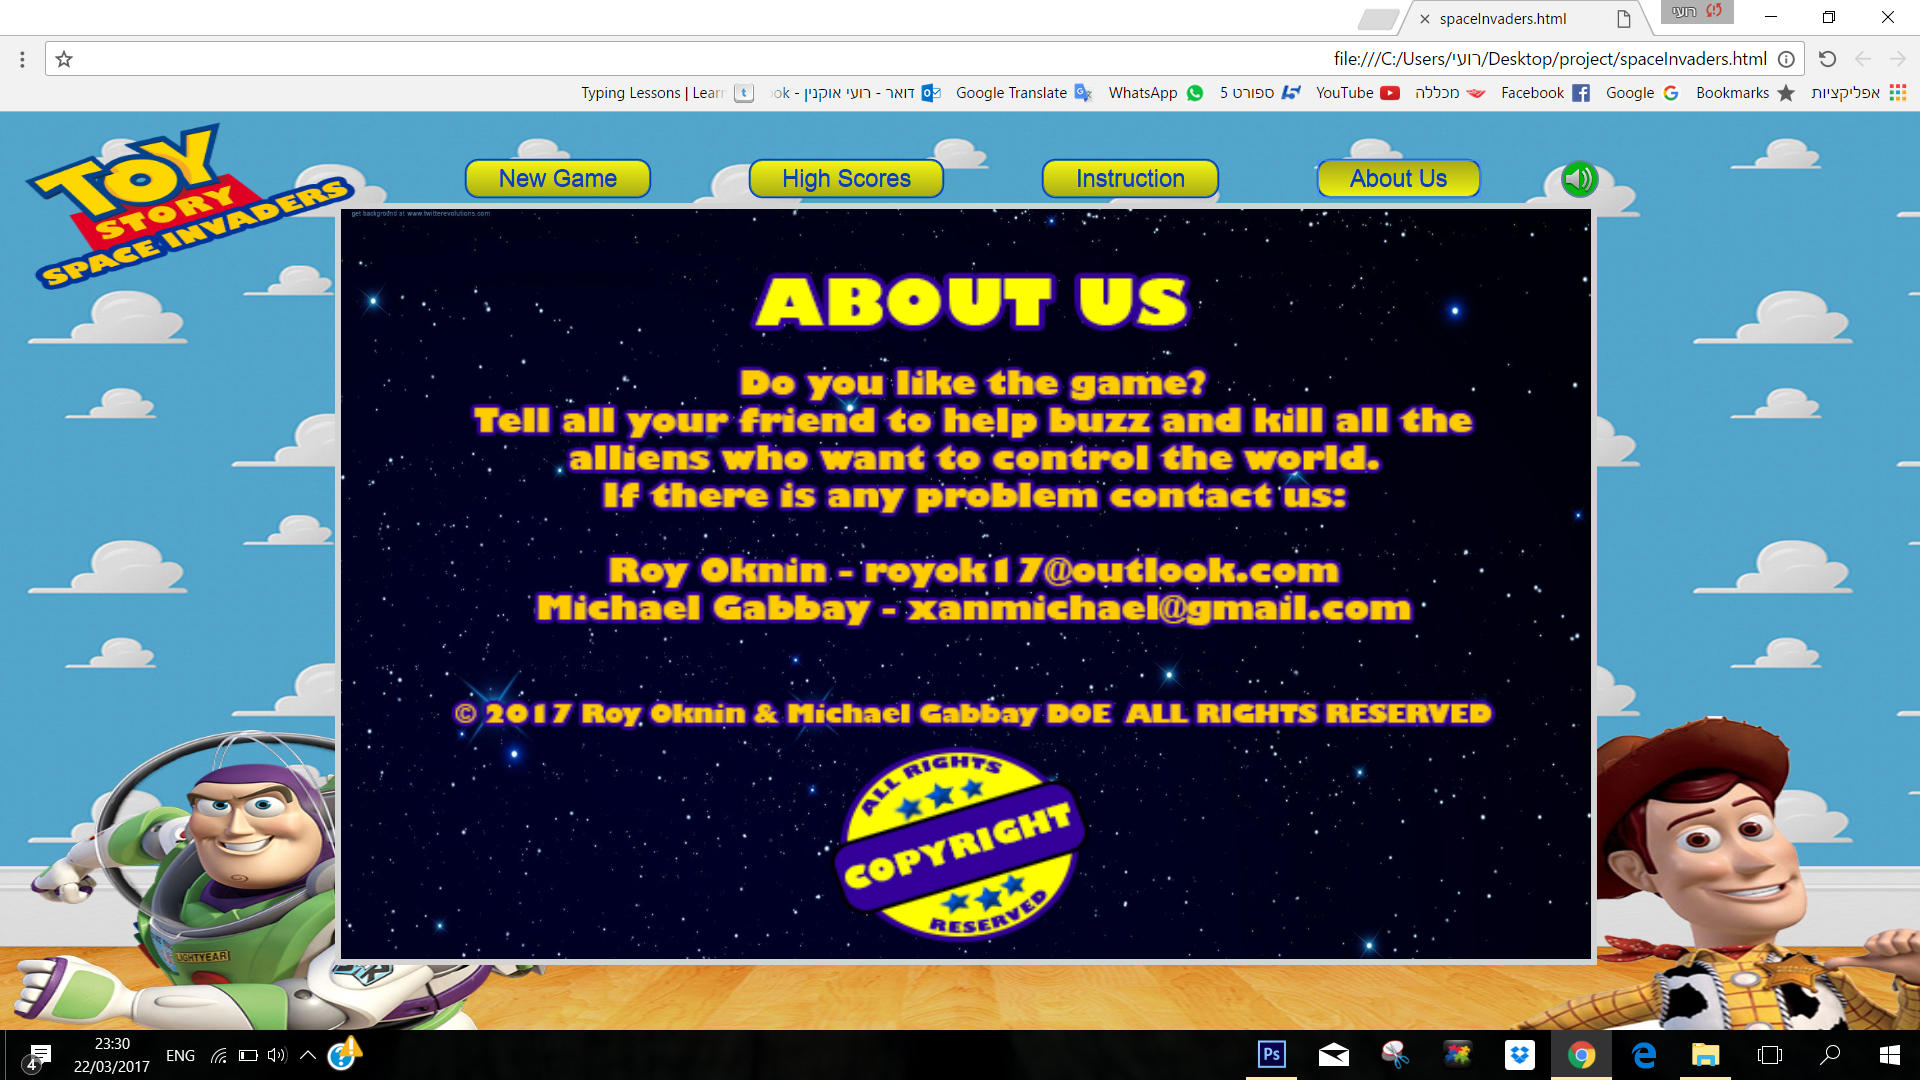 spaceInvaders.html
רועי
file:///C:/Users/רועי/Desktop/project/spaceInvaders.html
אפליקציות
Bookmarks
Google
Facebook
מכללה
YouTube
ספורט 5
WhatsApp
Google Translate
דואר - רועי אוקנין - ook
Typing Lessons | Lear
TOY
STORY
SPACE INVADERS
New Game
High Scores
Instruction
About Us
get background at www.twitterevolutions.com
ABOUT US
Do you like the game?
Tell all your friend to help buzz and kill all the
alliens who want to control the world.
If there is any problem contact us:
Roy Oknin - royok17@outlook.com
Michael Gabbay - xanmichael@gmail.com
© 2017 Roy Oknin & Michael Gabbay DOE ALL RIGHTS RESERVED
ALL RIGHTS
COPYRIGHT
RESERVED
LIGHTYEAR
4
23:30
22/03/2017
ENG
Ps